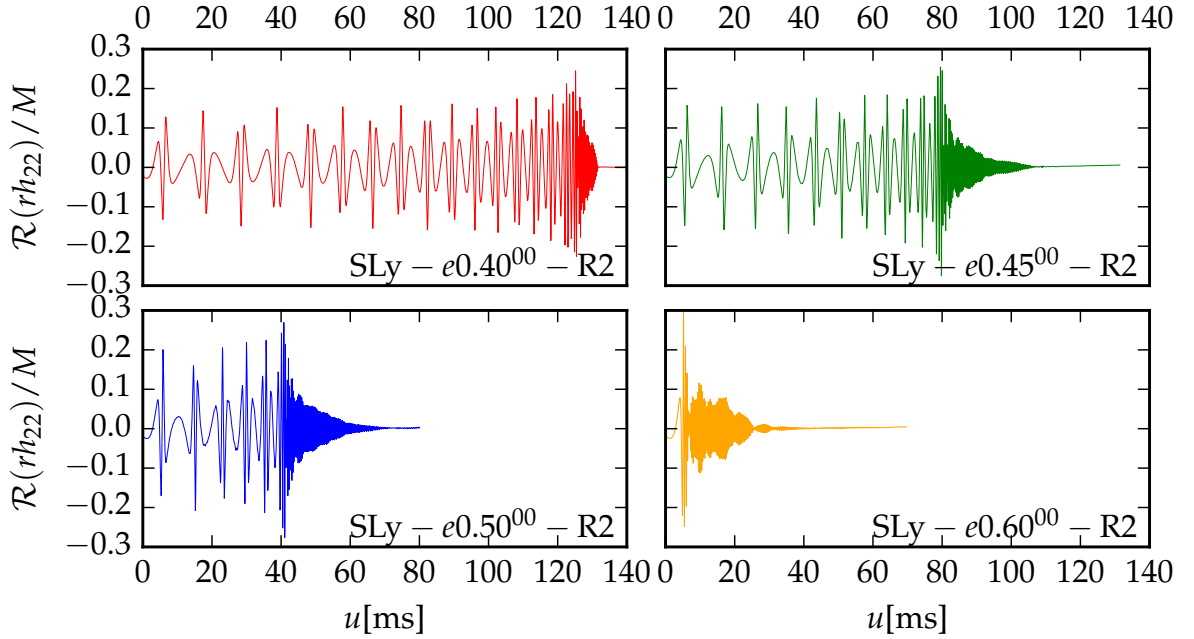 0 20 40 60 80 100 120 140 0 20 40 60 80 100 120 140
0.3
0.2
0.1
0.0
−0.1
−0.2
−0.3
ℛ(rh₂₂)/M
SLy − e0.40⁰⁰ − R2
SLy − e0.45⁰⁰ − R2
0.3
0.2
0.1
0.0
−0.1
−0.2
−0.3
ℛ(rh₂₂)/M
SLy − e0.50⁰⁰ − R2
SLy − e0.60⁰⁰ − R2
0 20 40 60 80 100 120 140 0 20 40 60 80 100 120 140
u[ms] u[ms]